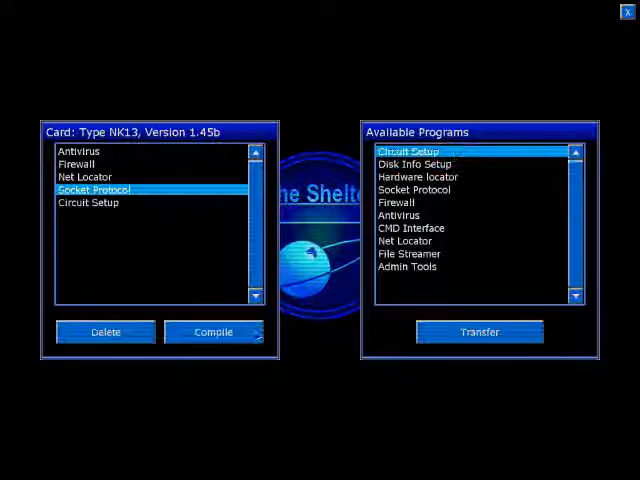 X
Card: Type NK13, Version 1.45b
Antivirus
Firewall
Net Locator
Socket Protocol
Circuit Setup
Delete
Compile
he Shelte
Available Programs
Circuit Setup
Disk Info Setup
Hardware locator
Socket Protocol
Firewall
Antivirus
CMD Interface
Net Locator
File Streamer
Admin Tools
Transfer